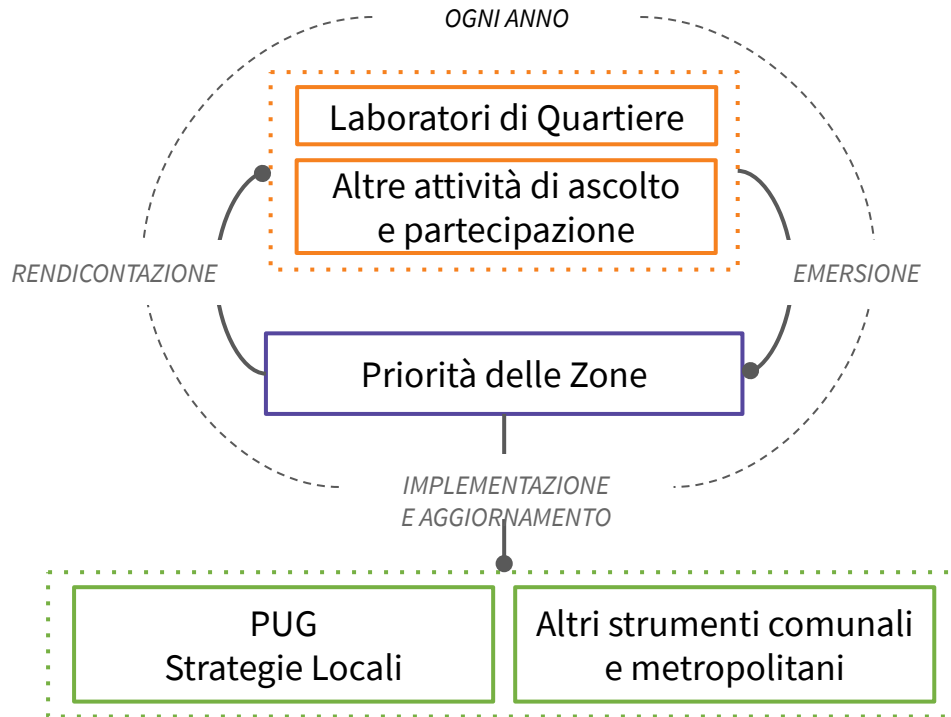 OGNI ANNO
Laboratori di Quartiere
Altre attività di ascolto
e partecipazione
RENDICONTAZIONE
EMERSIONE
Priorità delle Zone
IMPLEMENTAZIONE
E AGGIORNAMENTO
PUG
Strategie Locali
Altri strumenti comunali
e metropolitani